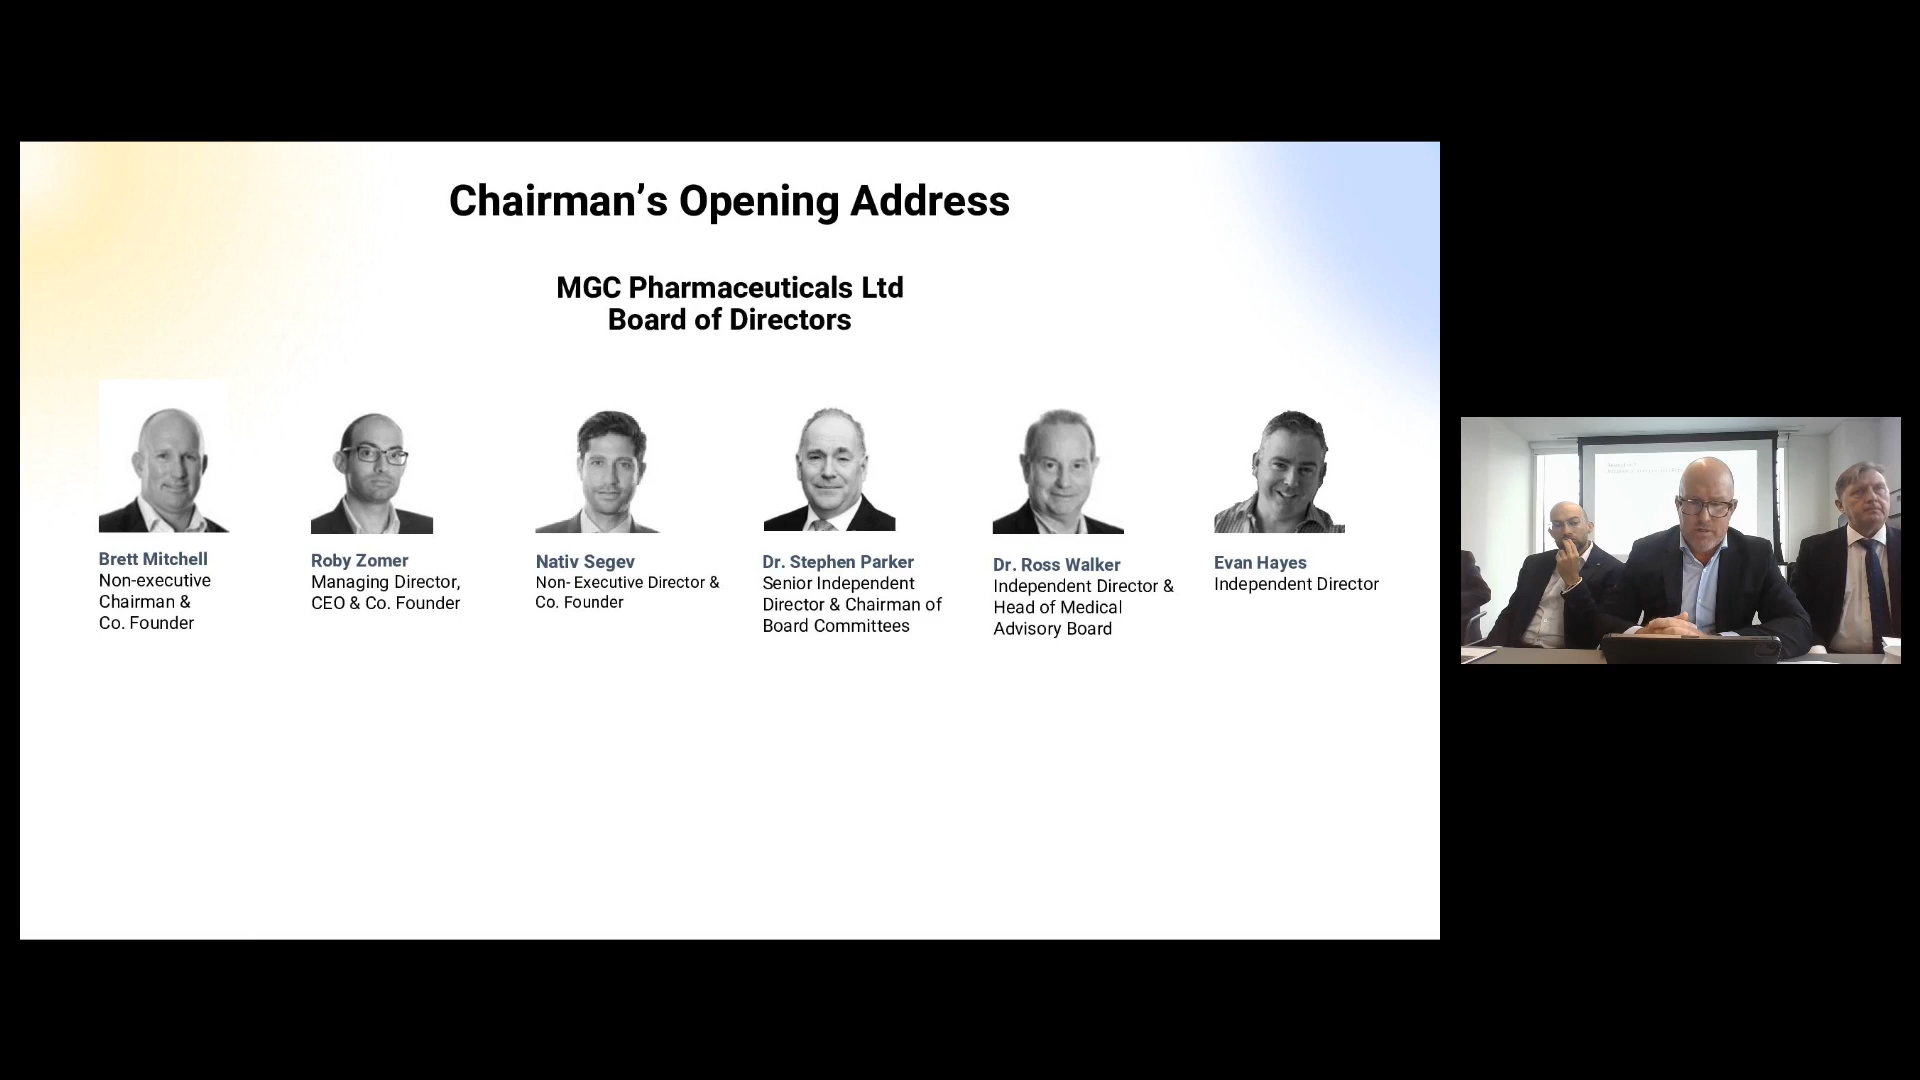 Chairman’s Opening Address
MGC Pharmaceuticals Ltd
Board of Directors
Brett Mitchell
Non-executive
Chairman &
Co. Founder
Roby Zomer
Managing Director,
CEO & Co. Founder
Nativ Segev
Non- Executive Director &
Co. Founder
Dr. Stephen Parker
Senior Independent
Director & Chairman of
Board Committees
Dr. Ross Walker
Independent Director &
Head of Medical
Advisory Board
Evan Hayes
Independent Director